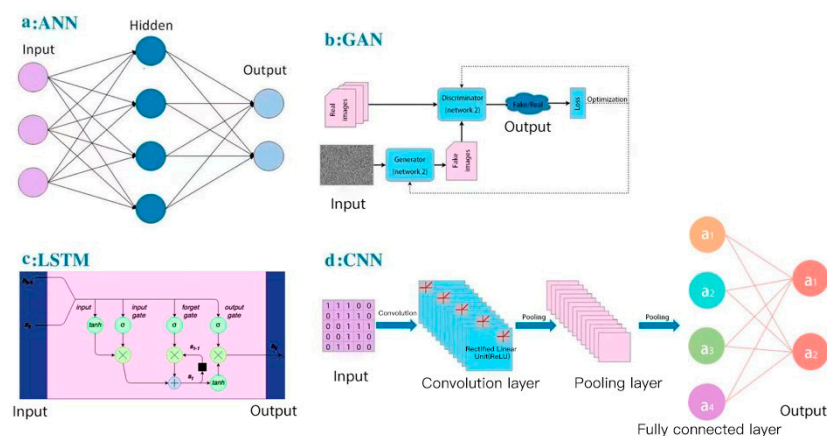 a:ANN
Input
Hidden
Output
b:GAN
Real
images
Discriminator
(network 2)
Fake/Real
Output
Loss
Optimization
Generator
(network 2)
Fake
images
Input
c:LSTM
input
input
gate
forget
gate
output
gate
tanh
σ
σ
σ
tanh
Input
Output
d:CNN
1 1 1 0 0
0 1 1 1 0
0 0 1 1 1
0 0 1 1 0
0 1 1 0 0
Input
Convolution
Rectified Linear
Unit(ReLU)
Convolution layer
Pooling
Pooling layer
Pooling
a1
a2
a3
a4
a1
a2
Fully connected layer
Output